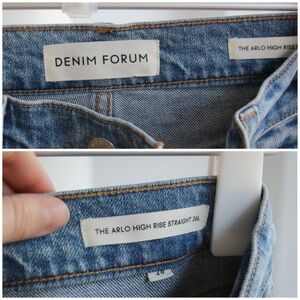 DENIM FORUM
THE ARLO HIGH RISE
THE ARLO HIGH RISE STRAIGHT 26L
26